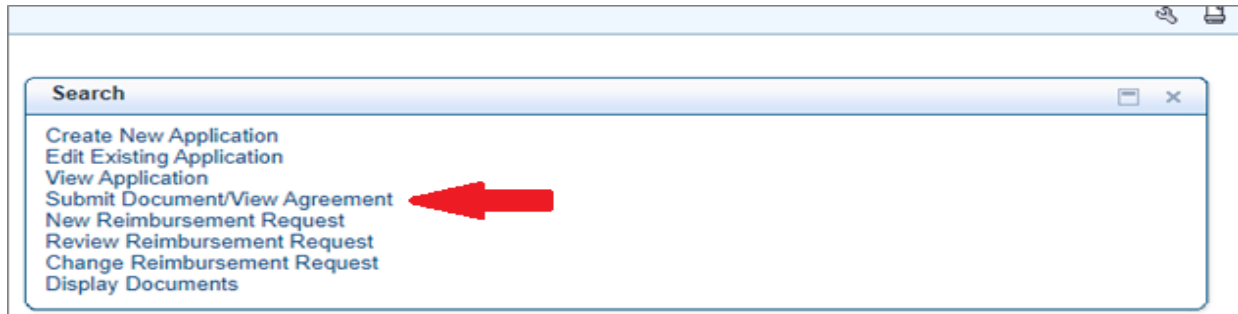 Search
Create New Application
Edit Existing Application
View Application
Submit Document/View Agreement
New Reimbursement Request
Review Reimbursement Request
Change Reimbursement Request
Display Documents